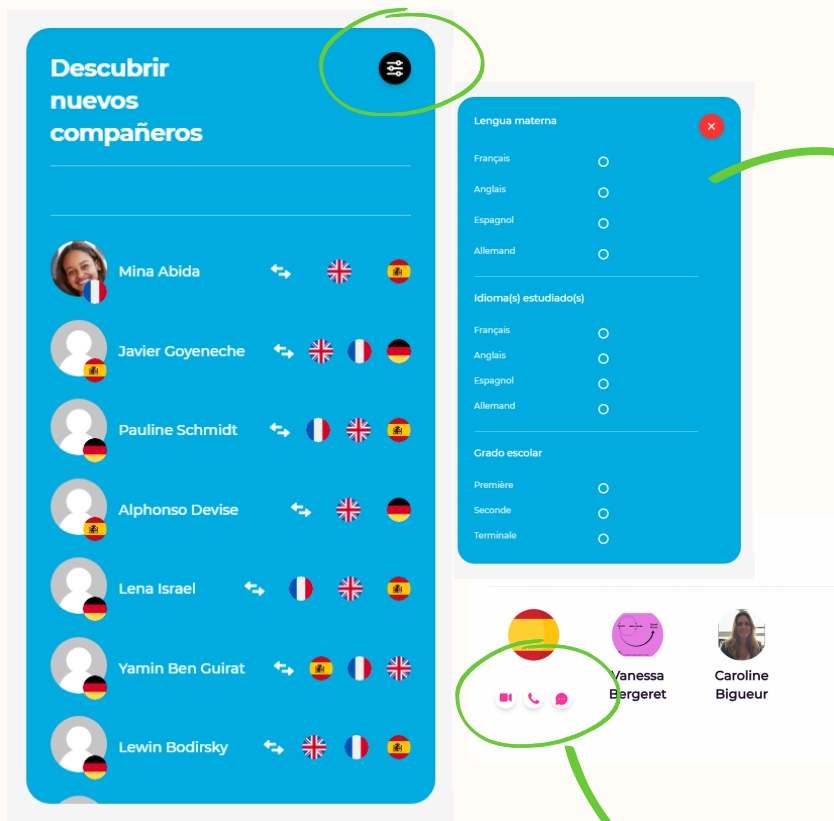 Descubrir
nuevos
compañeros
Mina Abida
Javier Goyeneche
Pauline Schmidt
Alphonso Devise
Lena Israel
Yamin Ben Guirat
Lewin Bodirsky
Lengua materna
Français
Anglais
Espagnol
Allemand
Idioma(s) estudiado(s)
Français
Anglais
Espagnol
Allemand
Grado escolar
Première
Seconde
Terminale
Vanessa
Bergeret
Caroline
Bigueur